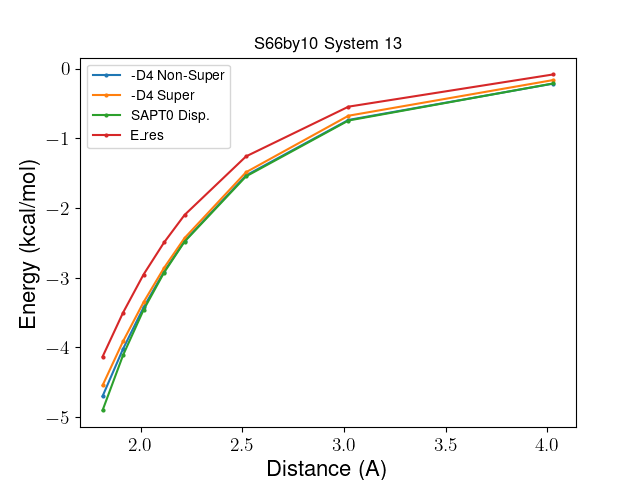 S66by10 System 13
-D4 Non-Super
-D4 Super
SAPT0 Disp.
E_res
0
−1
−2
−3
−4
−5
Energy (kcal/mol)
2.0 2.5 3.0 3.5 4.0
Distance (A)